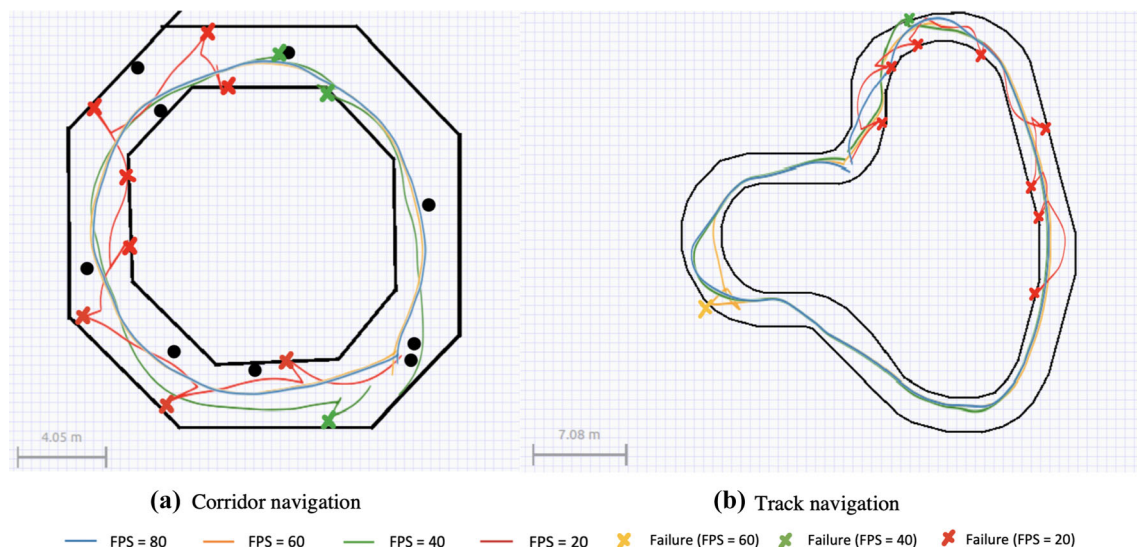 4.05 m
7.08 m
(a) Corridor navigation
(b) Track navigation
FPS = 80 FPS = 60 FPS = 40 FPS = 20 Failure (FPS = 60) Failure (FPS = 40) Failure (FPS = 20)